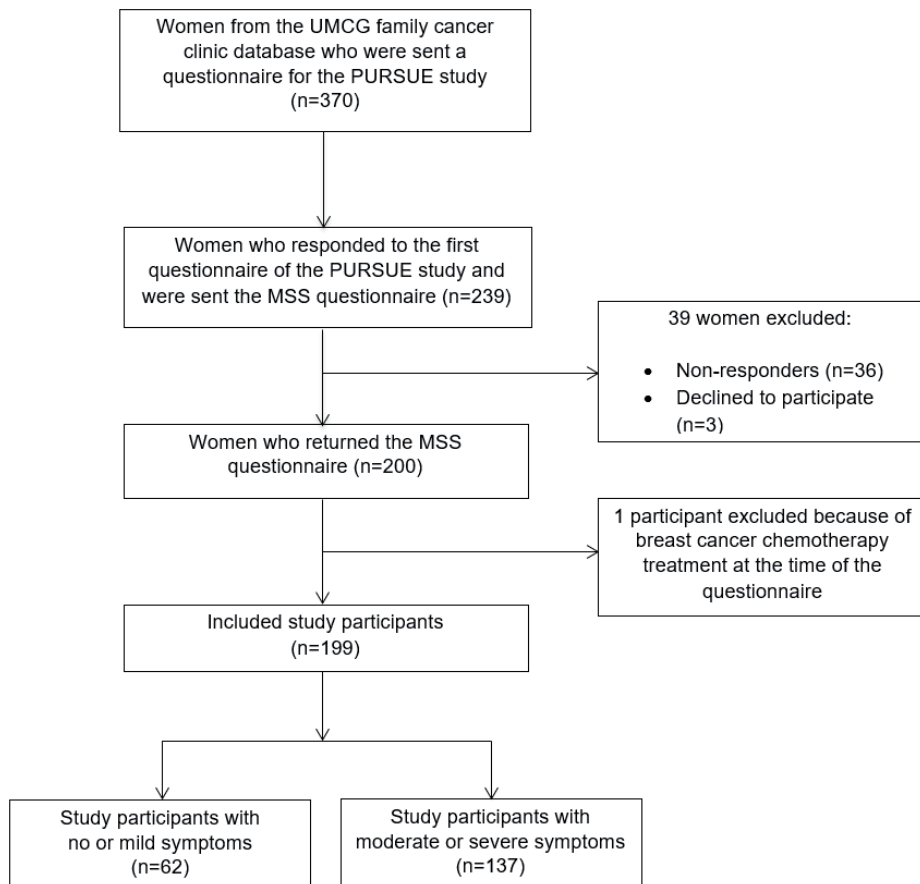 Women from the UMCG family cancer
clinic database who were sent a
questionnaire for the PURSUE study
(n=370)
Women who responded to the first
questionnaire of the PURSUE study and
were sent the MSS questionnaire (n=239)
39 women excluded:
• Non-responders (n=36)
• Declined to participate
(n=3)
Women who returned the MSS
questionnaire (n=200)
1 participant excluded because of
breast cancer chemotherapy
treatment at the time of the
questionnaire
Included study participants
(n=199)
Study participants with
no or mild symptoms
(n=62)
Study participants with
moderate or severe symptoms
(n=137)